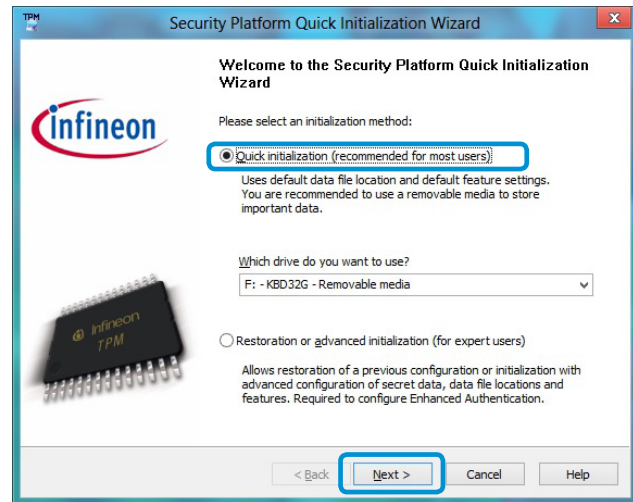 TPM
Security Platform Quick Initialization Wizard
x
Welcome to the Security Platform Quick Initialization
Wizard
infineon
Please select an initialization method:
Quick initialization (recommended for most users)
Uses default data file location and default feature settings.
You are recommended to use a removable media to store
important data.
Which drive do you want to use?
F: - KBD32G - Removable media
Infineon
TPM
Restoration or advanced initialization (for expert users)
Allows restoration of a previous configuration or initialization with
advanced configuration of secret data, data file locations and
features. Required to configure Enhanced Authentication.
< Back
Next >
Cancel
Help